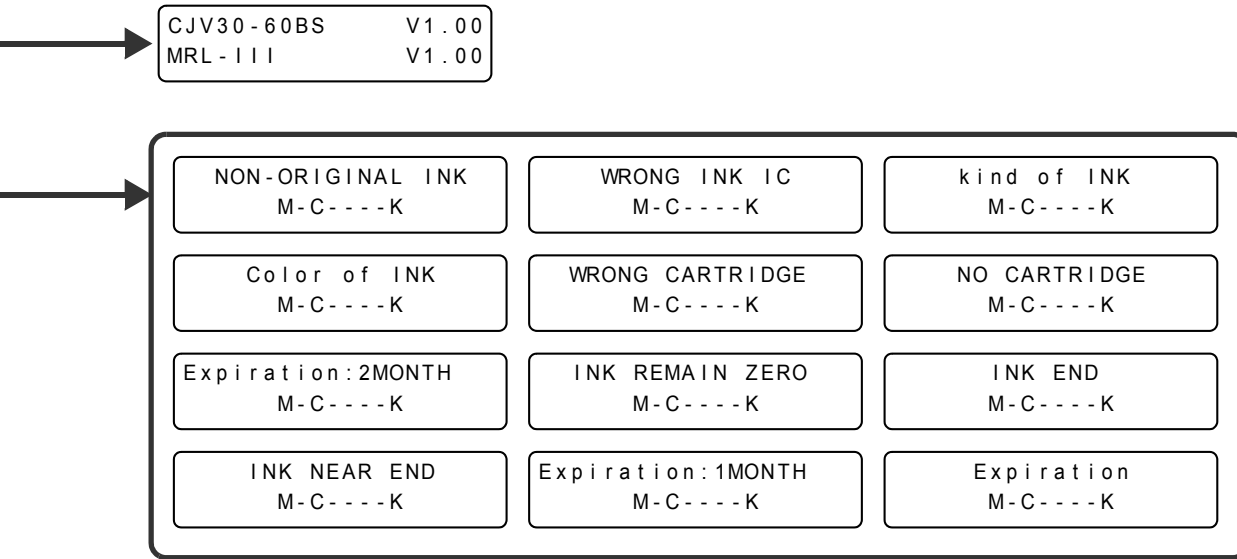 CJV30-60BS V1.00
MRL-III V1.00
NON-ORIGINAL INK
M-C----K
WRONG INK IC
M-C----K
kind of INK
M-C----K
Color of INK
M-C----K
WRONG CARTRIDGE
M-C----K
NO CARTRIDGE
M-C----K
Expiration:2MONTH
M-C----K
INK REMAIN ZERO
M-C----K
INK END
M-C----K
INK NEAR END
M-C----K
Expiration:1MONTH
M-C----K
Expiration
M-C----K